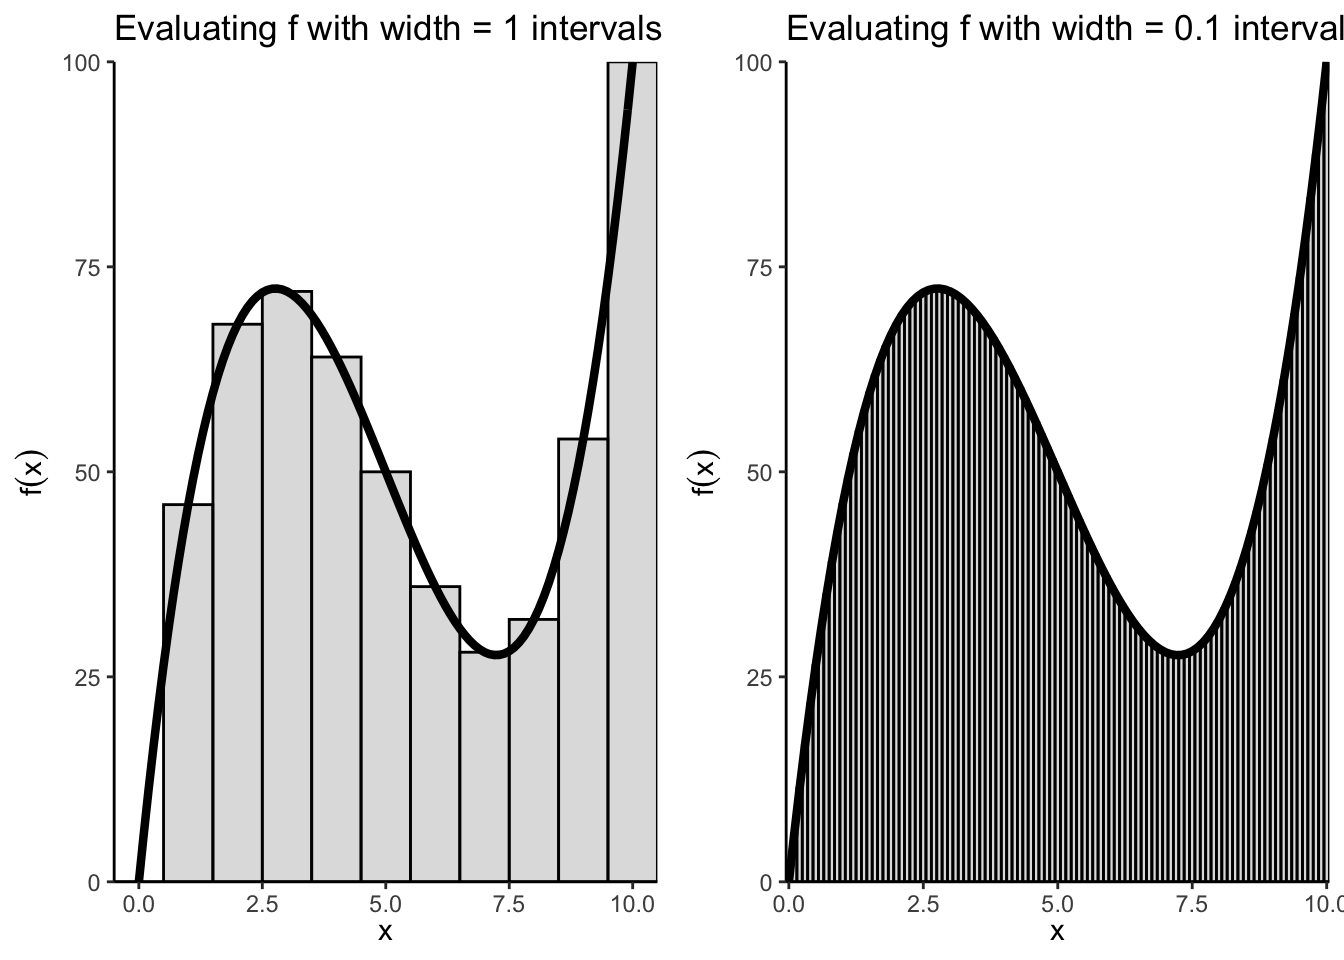 Evaluating f with width = 1 intervals
100
75
50
25
0
f(x)
0.0 2.5 5.0 7.5 10.0
x
Evaluating f with width = 0.1 interval
100
75
50
25
0
f(x)
0.0 2.5 5.0 7.5 10.0
x